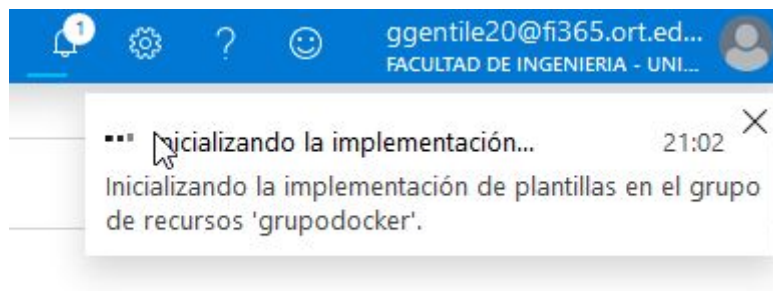 1
ggentile20@fi365.ort.ed...
FACULTAD DE INGENIERIA - UNI...
Inicializando la implementación... 21:02
Inicializando la implementación de plantillas en el grupo
de recursos 'grupodocker'.